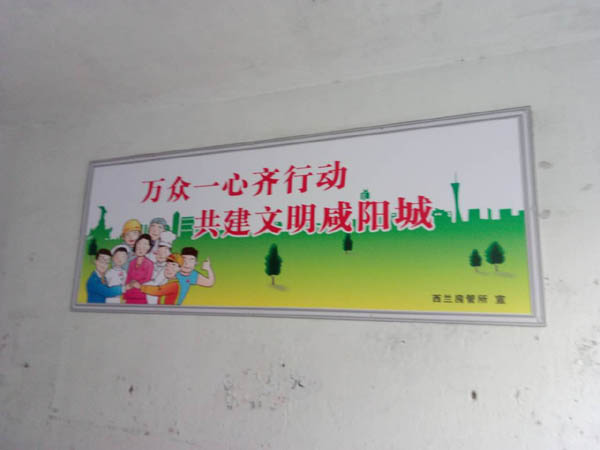 万众一心齐行动
共建文明咸阳城
西兰房管所 宣